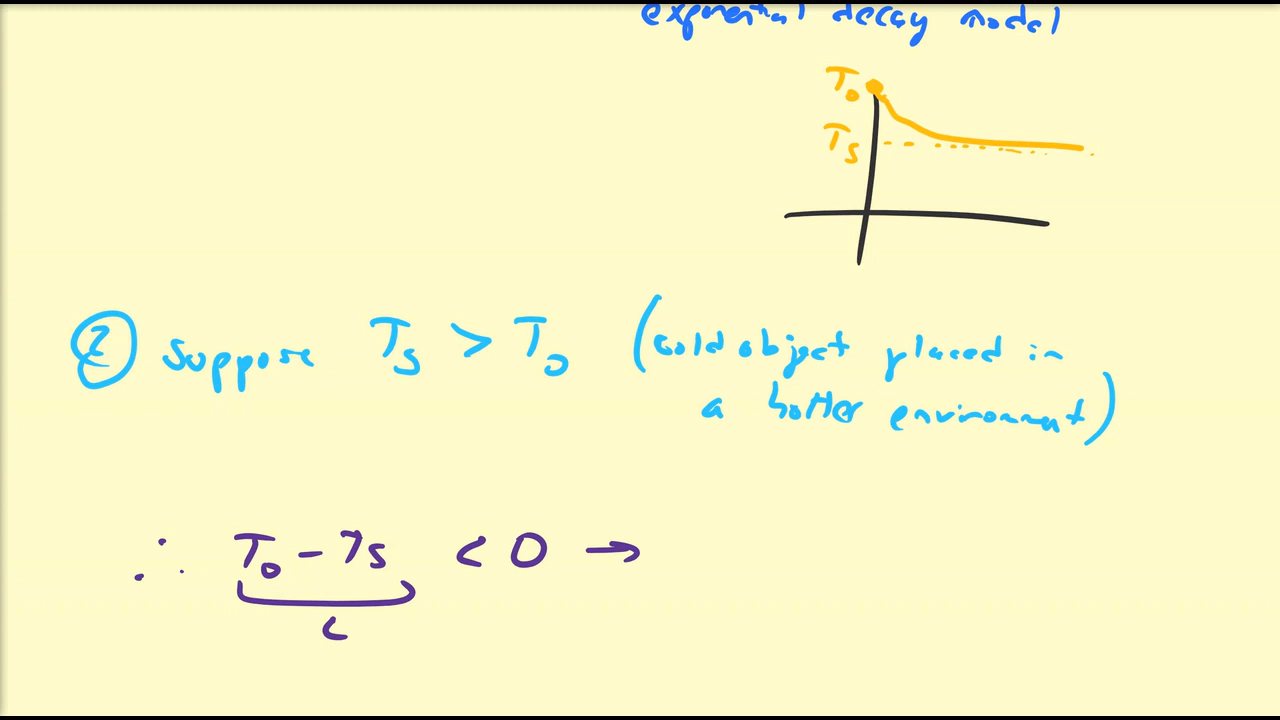 exponential decay model
T₀
Tₛ
② suppose Tₛ > T₀ (cold object placed in
a hotter environment)
∴ T₀ - Tₛ < 0 →
C